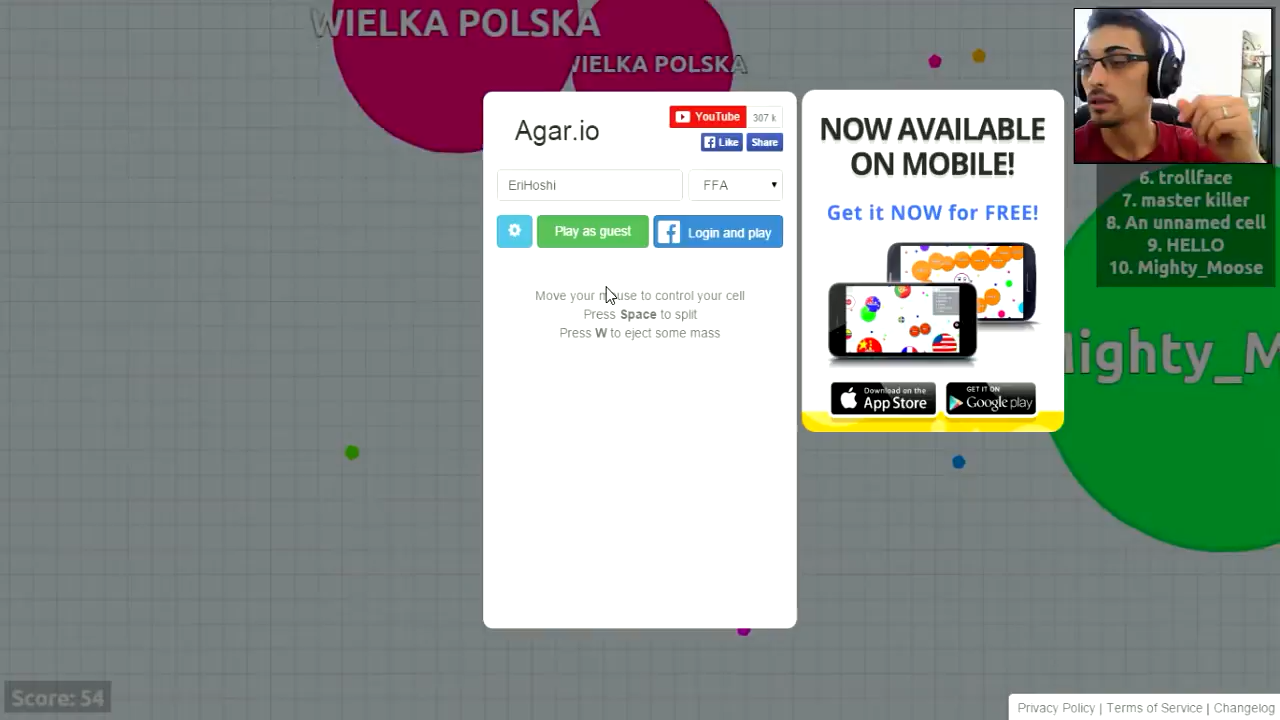 WIELKA POLSKA
WIELKA POLSKA
Agar.io
YouTube 307 k
Like Share
EriHoshi FFA
Play as guest Login and play
Move your mouse to control your cell
Press Space to split
Press W to eject some mass
NOW AVAILABLE
ON MOBILE!
Get it NOW for FREE!
Download on the
App Store
GET IT ON
Google play
6. trollface
7. master killer
8. An unnamed cell
9. HELLO
10. Mighty_Moose
Mighty_M
Score: 54
Privacy Policy | Terms of Service | Changelog